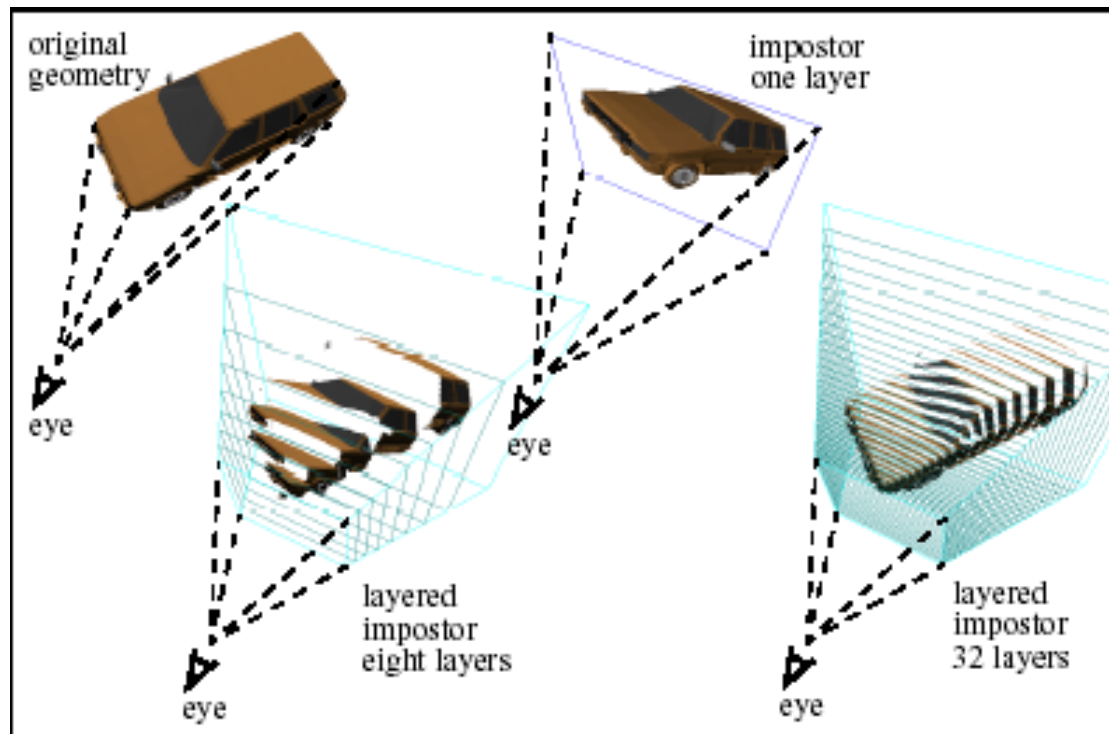 original
geometry
impostor
one layer
eye
eye
layered
impostor
eight layers
layered
impostor
32 layers
eye
eye